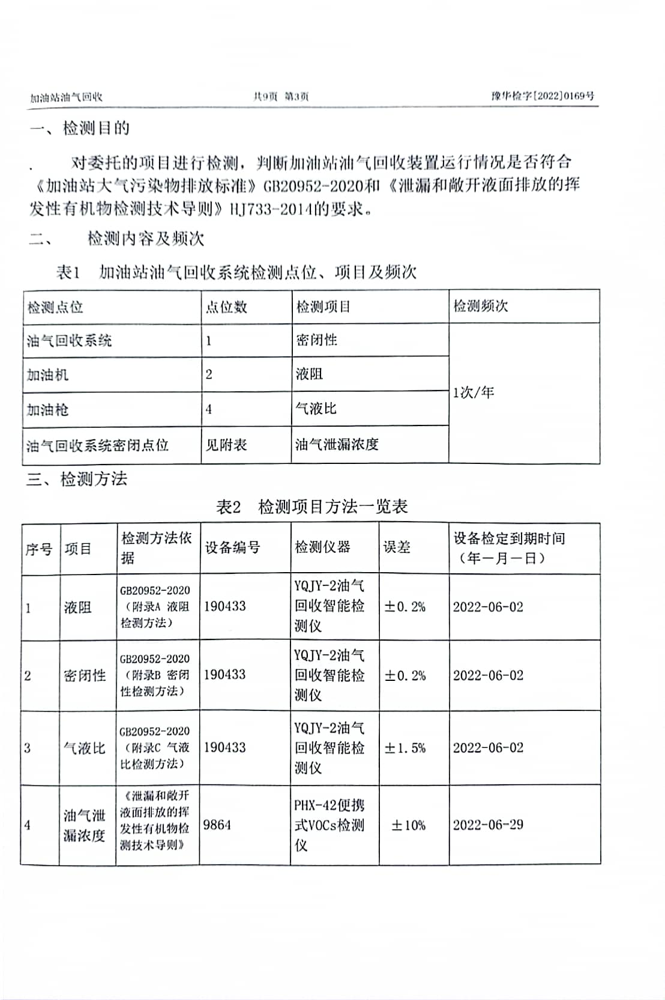 加油站油气回收 共9页 第3页 豫华检字[2022]0169号
一、检测目的
对委托的项目进行检测，判断加油站油气回收装置运行情况是否符合
《加油站大气污染物排放标准》GB20952-2020和《泄漏和敞开液面排放的挥
发性有机物检测技术导则》HJ733-2014的要求。
二、 检测内容及频次
表1 加油站油气回收系统检测点位、项目及频次
检测点位 点位数 检测项目 检测频次
油气回收系统 1 密闭性
加油机 2 液阻
1次/年
加油枪 4 气液比
油气回收系统密闭点位 见附表 油气泄漏浓度
三、检测方法
表2 检测项目方法一览表
序号 项目 检测方法依
据 设备编号 检测仪器 误差 设备检定到期时间
（年－月－日）
1 液阻 GB20952-2020
（附录A 液阻
检测方法） 190433 YQJY-2油气
回收智能检
测仪 ±0.2% 2022-06-02
2 密闭性 GB20952-2020
（附录B 密闭
性检测方法） 190433 YQJY-2油气
回收智能检
测仪 ±0.2% 2022-06-02
3 气液比 GB20952-2020
（附录C 气液
比检测方法） 190433 YQJY-2油气
回收智能检
测仪 ±1.5% 2022-06-02
4 油气泄
漏浓度 《泄漏和敞开
液面排放的挥
发性有机物检
测技术导则》 9864 PHX-42便携
式VOCs检测
仪 ±10% 2022-06-29